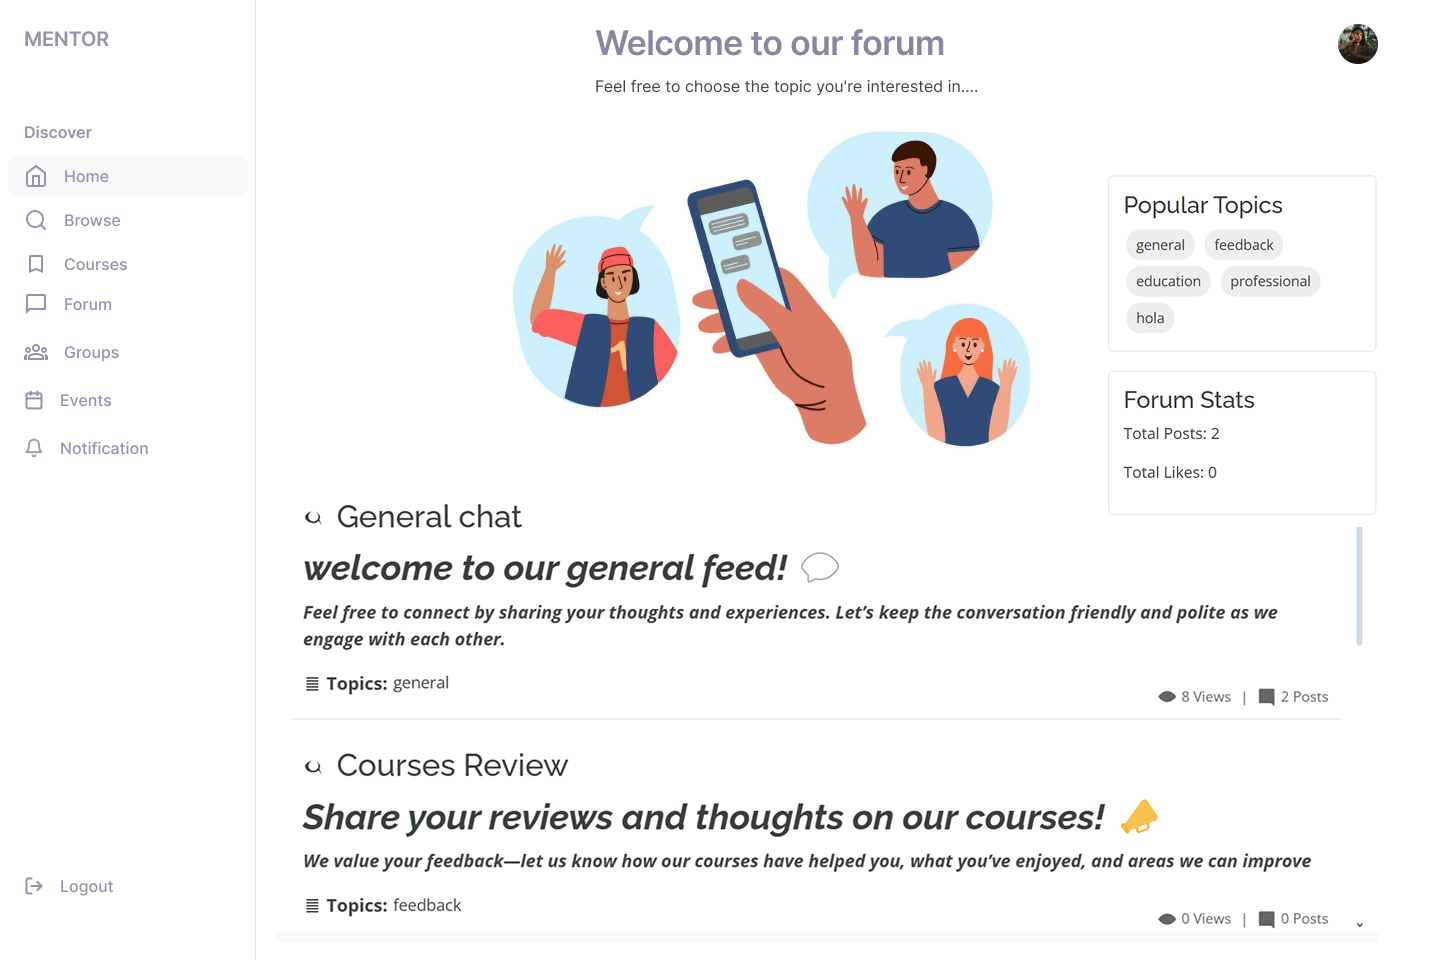 MENTOR
Discover
Home
Browse
Courses
Forum
Groups
Events
Notification
Logout
Welcome to our forum
Feel free to choose the topic you're interested in....
Popular Topics
general feedback
education professional
hola
Forum Stats
Total Posts: 2
Total Likes: 0
General chat
welcome to our general feed!
Feel free to connect by sharing your thoughts and experiences. Let’s keep the conversation friendly and polite as we
engage with each other.
Topics: general
8 Views | 2 Posts
Courses Review
Share your reviews and thoughts on our courses!
We value your feedback—let us know how our courses have helped you, what you’ve enjoyed, and areas we can improve
Topics: feedback
0 Views | 0 Posts